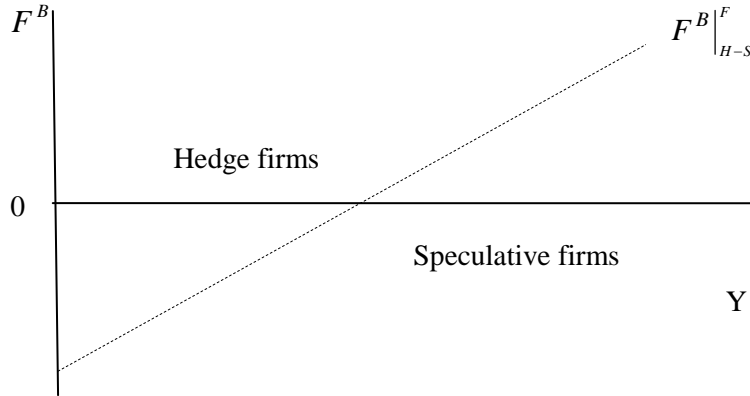 F^B
F^B|^F_{H-S}
Hedge firms
0
Speculative firms
Y